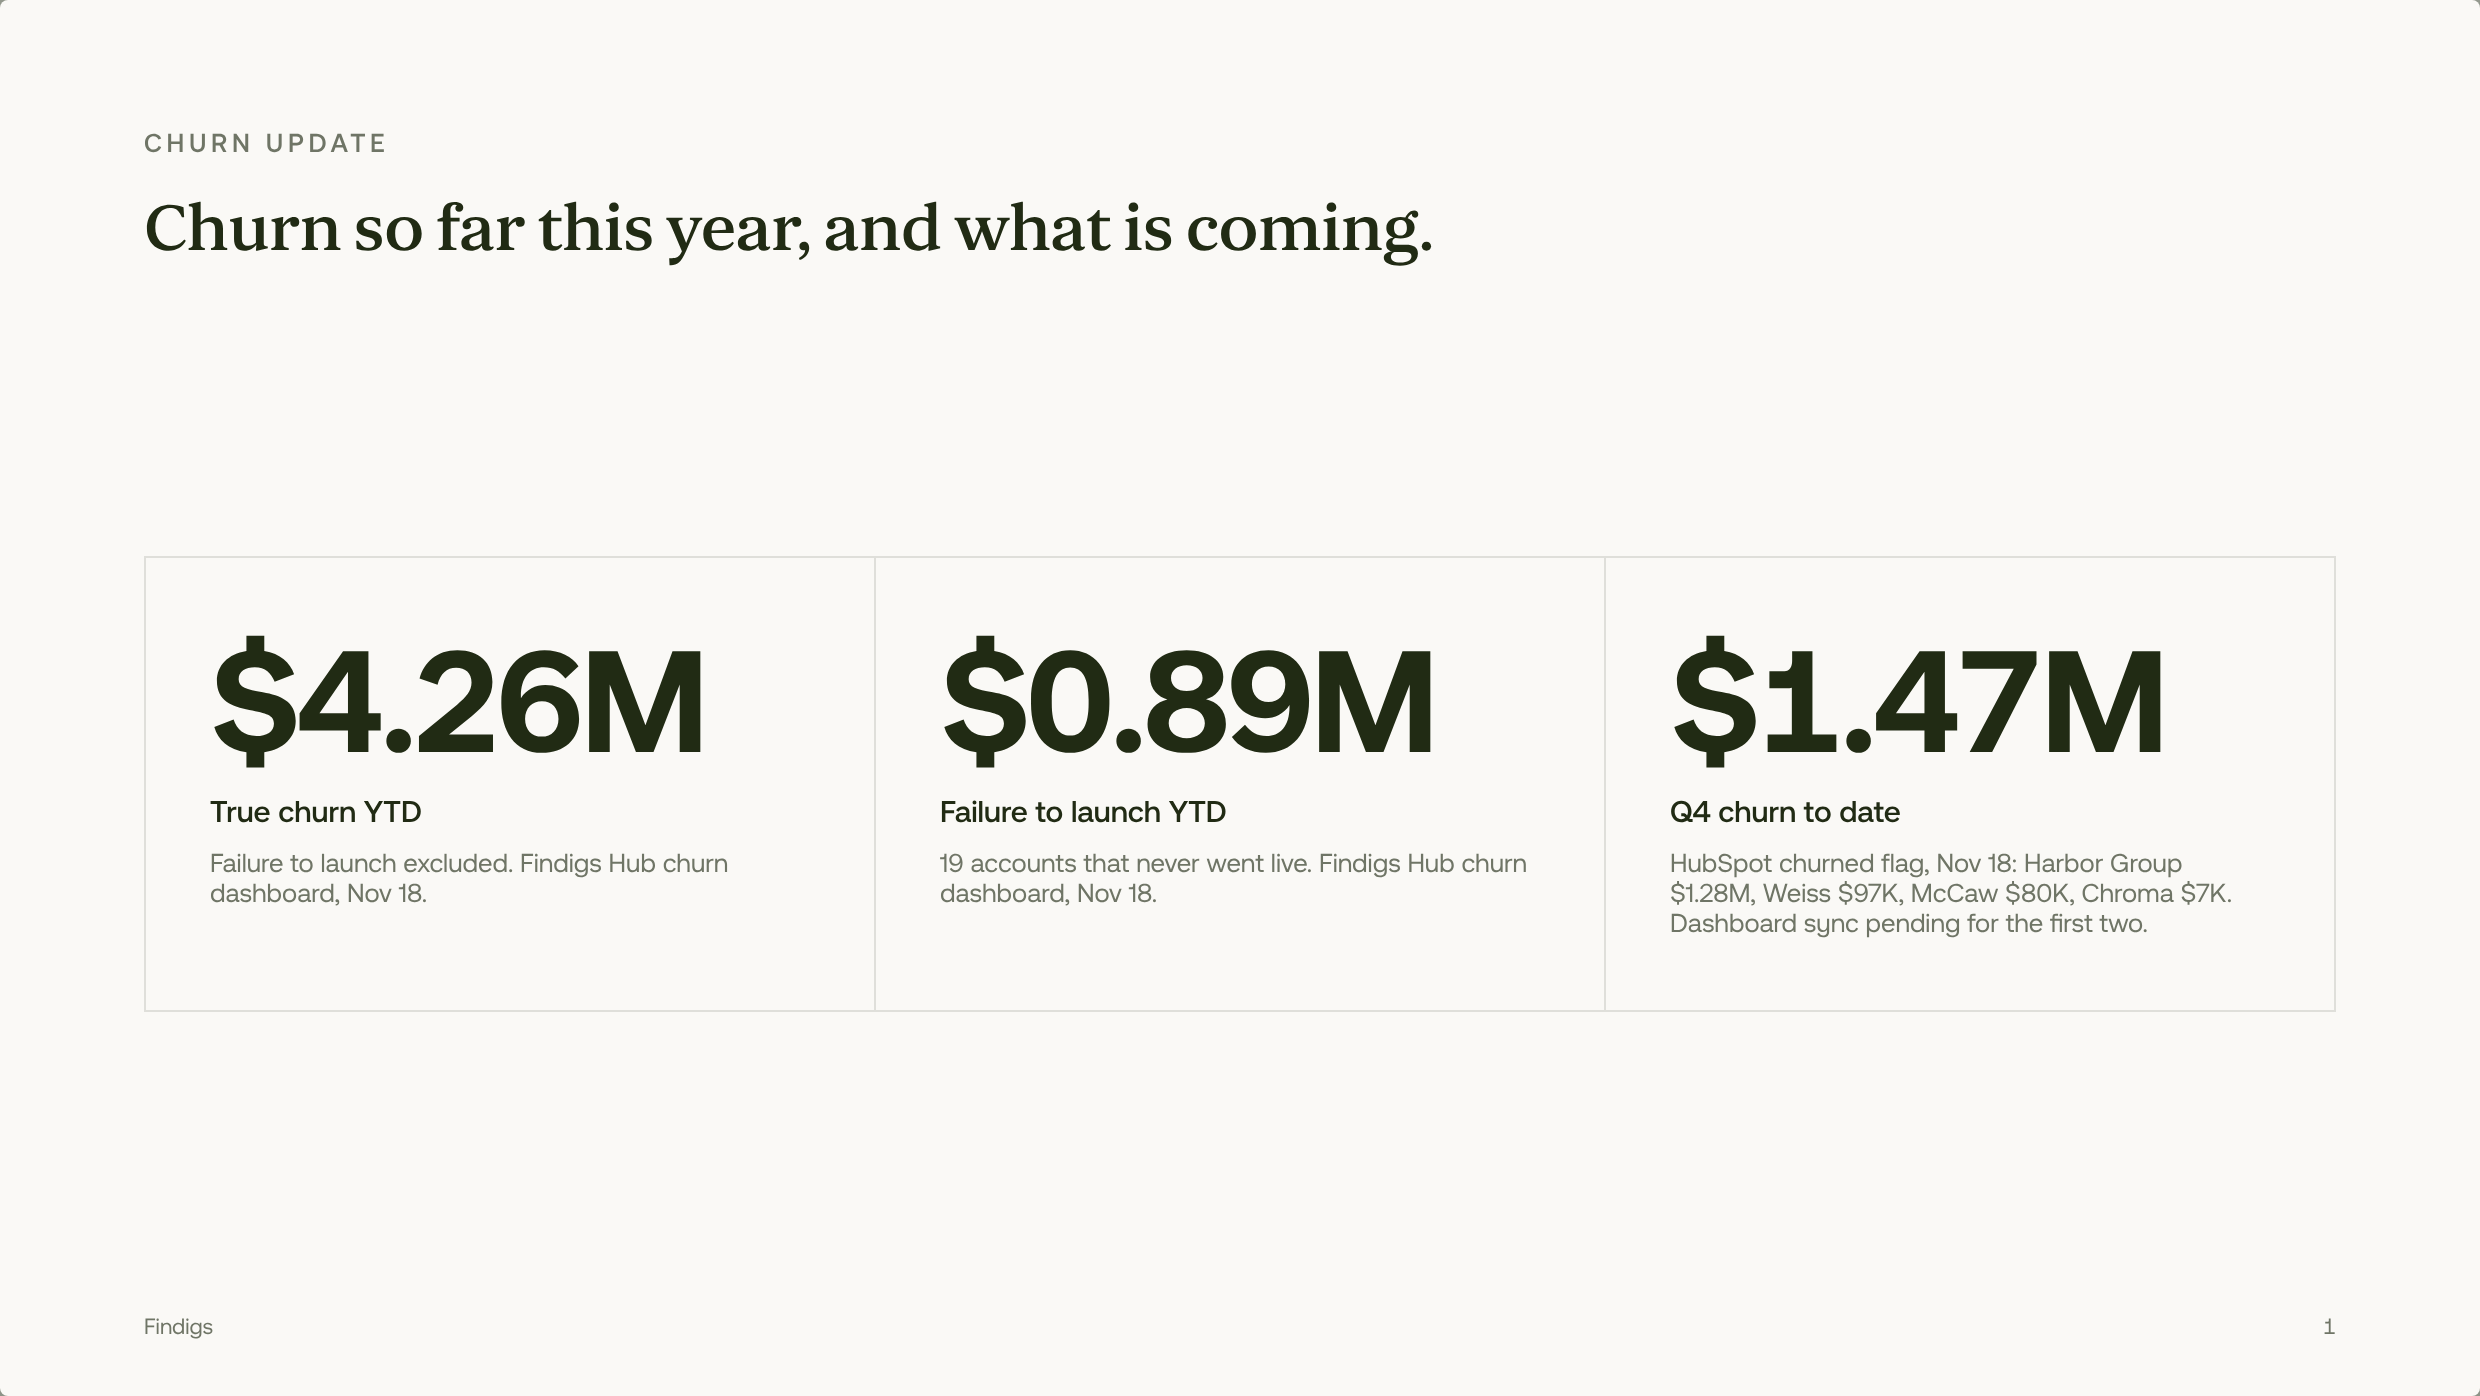 CHURN UPDATE
Churn so far this year, and what is coming.
$4.26M
True churn YTD
Failure to launch excluded. Findigs Hub churn
dashboard, Nov 18.
$0.89M
Failure to launch YTD
19 accounts that never went live. Findigs Hub churn
dashboard, Nov 18.
$1.47M
Q4 churn to date
HubSpot churned flag, Nov 18: Harbor Group
$1.28M, Weiss $97K, McCaw $80K, Chroma $7K.
Dashboard sync pending for the first two.
Findigs
1